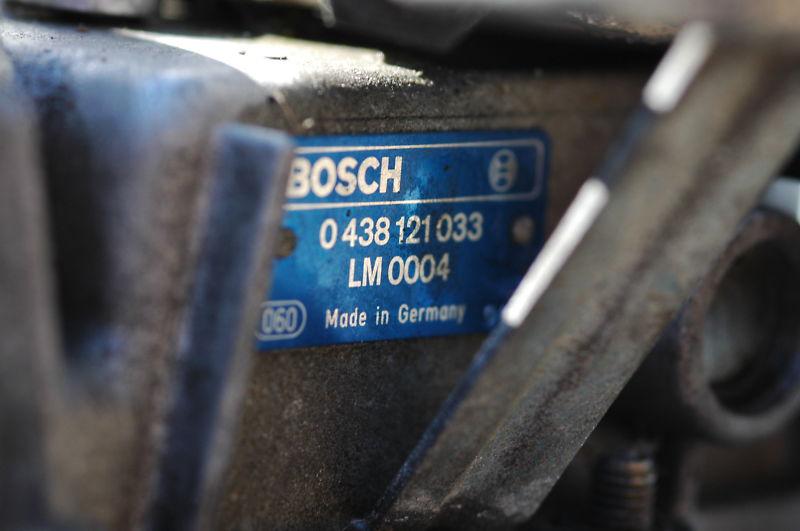 BOSCH
0 438 121 033
LM 0004
060 Made in Germany